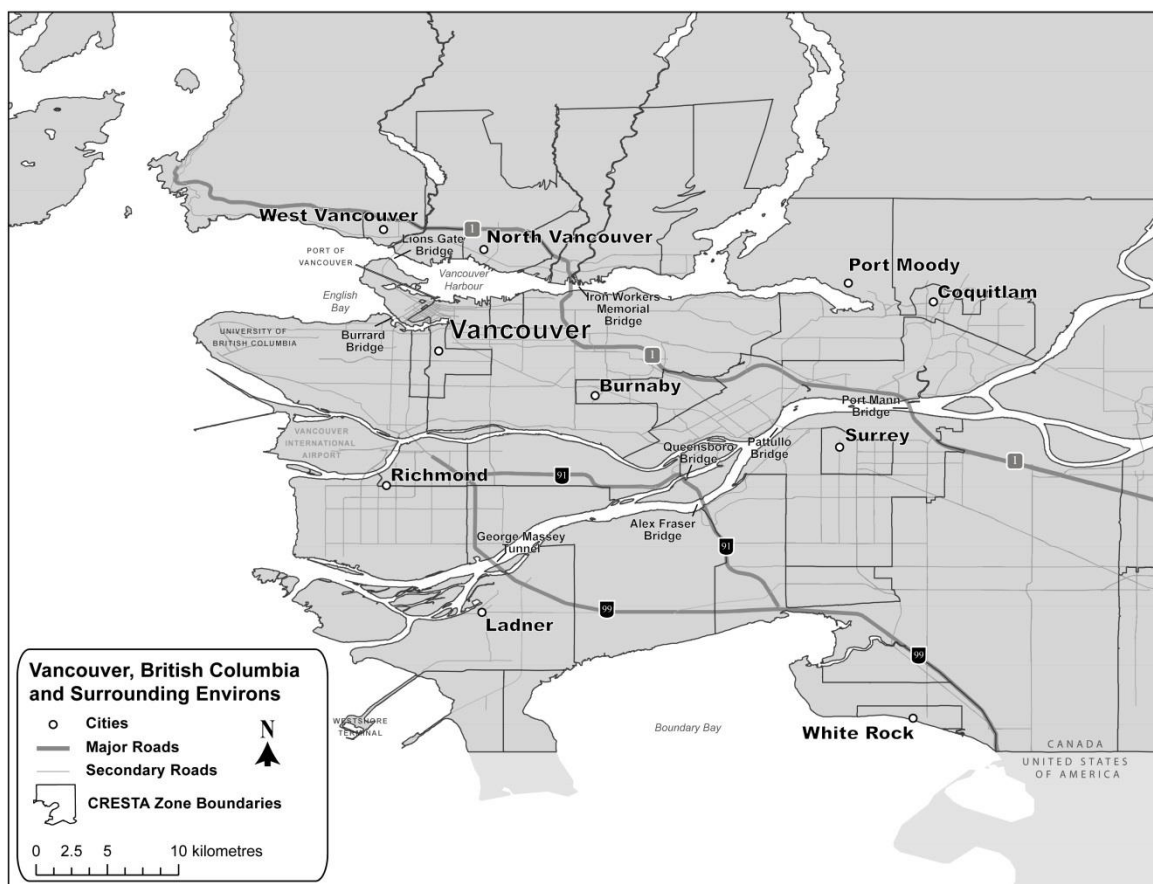 West Vancouver
1
North Vancouver
Lions Gate
Bridge
PORT OF
VANCOUVER
Vancouver
Harbour
Port Moody
Coquitlam
English
Bay
Iron Workers
Memorial
Bridge
UNIVERSITY OF
BRITISH COLUMBIA
Burrard
Bridge
Vancouver
1
Burnaby
Port Mann
Bridge
VANCOUVER
INTERNATIONAL
AIRPORT
Queensboro
Bridge
Pattullo
Bridge
Surrey
1
Richmond
91
George Massey
Tunnel
Alex Fraser
Bridge
91
Ladner
99
99
WESTSHORE
TERMINAL
Boundary Bay
White Rock
CANADA
UNITED STATES
OF AMERICA
Vancouver, British Columbia
and Surrounding Environs
Cities
N
Major Roads
Secondary Roads
CRESTA Zone Boundaries
0 2.5 5 10 kilometres